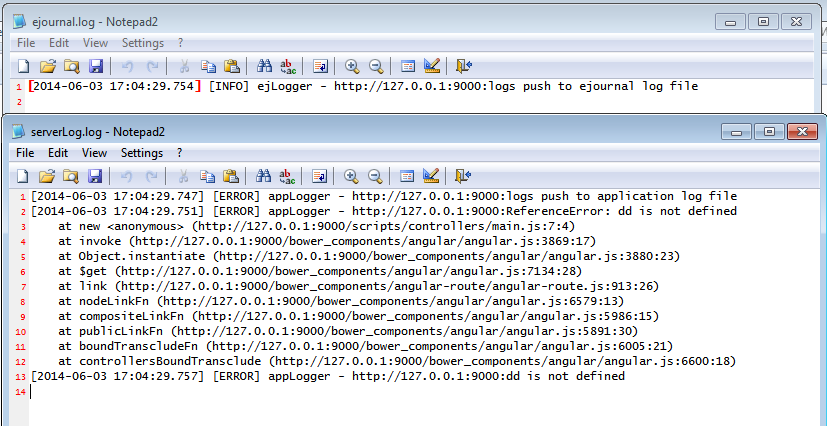 ejournal.log - Notepad2
File Edit View Settings ?
1 [2014-06-03 17:04:29.754] [INFO] ejLogger - http://127.0.0.1:9000:logs push to ejournal log file
2
serverLog.log - Notepad2
File Edit View Settings ?
1 [2014-06-03 17:04:29.747] [ERROR] appLogger - http://127.0.0.1:9000:logs push to application log file
2 [2014-06-03 17:04:29.751] [ERROR] appLogger - http://127.0.0.1:9000:ReferenceError: dd is not defined
3     at new <anonymous> (http://127.0.0.1:9000/scripts/controllers/main.js:7:4)
4     at invoke (http://127.0.0.1:9000/bower_components/angular/angular.js:3869:17)
5     at Object.instantiate (http://127.0.0.1:9000/bower_components/angular/angular.js:3880:23)
6     at $get (http://127.0.0.1:9000/bower_components/angular/angular.js:7134:28)
7     at link (http://127.0.0.1:9000/bower_components/angular-route/angular-route.js:913:26)
8     at nodeLinkFn (http://127.0.0.1:9000/bower_components/angular/angular.js:6579:13)
9     at compositeLinkFn (http://127.0.0.1:9000/bower_components/angular/angular.js:5986:15)
10     at publicLinkFn (http://127.0.0.1:9000/bower_components/angular/angular.js:5891:30)
11     at boundTranscludeFn (http://127.0.0.1:9000/bower_components/angular/angular.js:6005:21)
12     at controllersBoundTransclude (http://127.0.0.1:9000/bower_components/angular/angular.js:6600:18)
13 [2014-06-03 17:04:29.757] [ERROR] appLogger - http://127.0.0.1:9000:dd is not defined
14